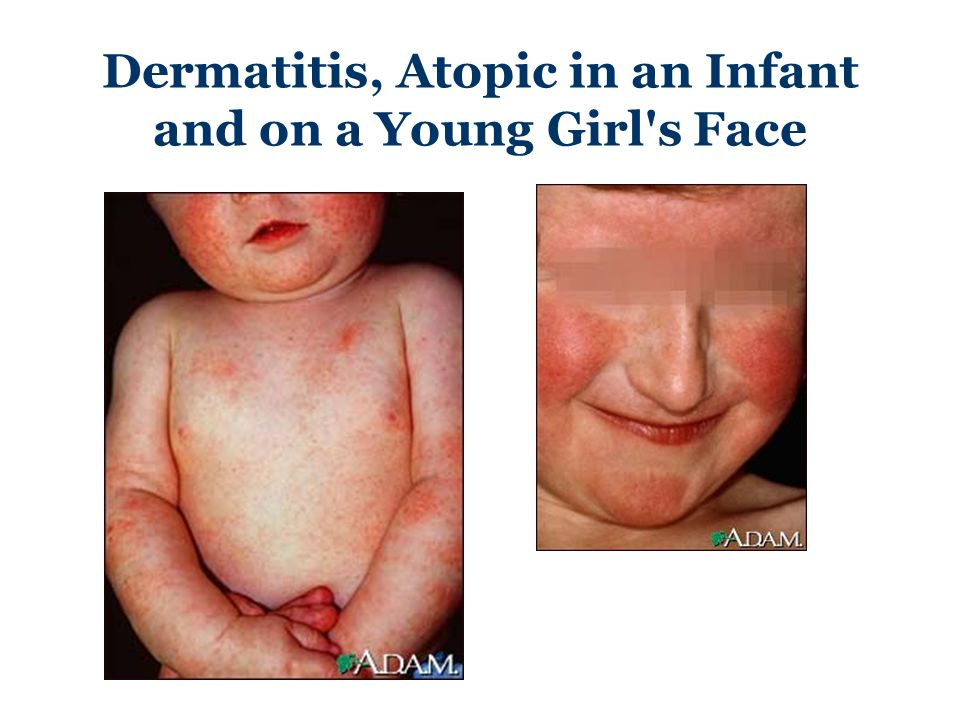 Dermatitis, Atopic in an Infant
and on a Young Girl's Face
A.D.A.M.
A.D.A.M.